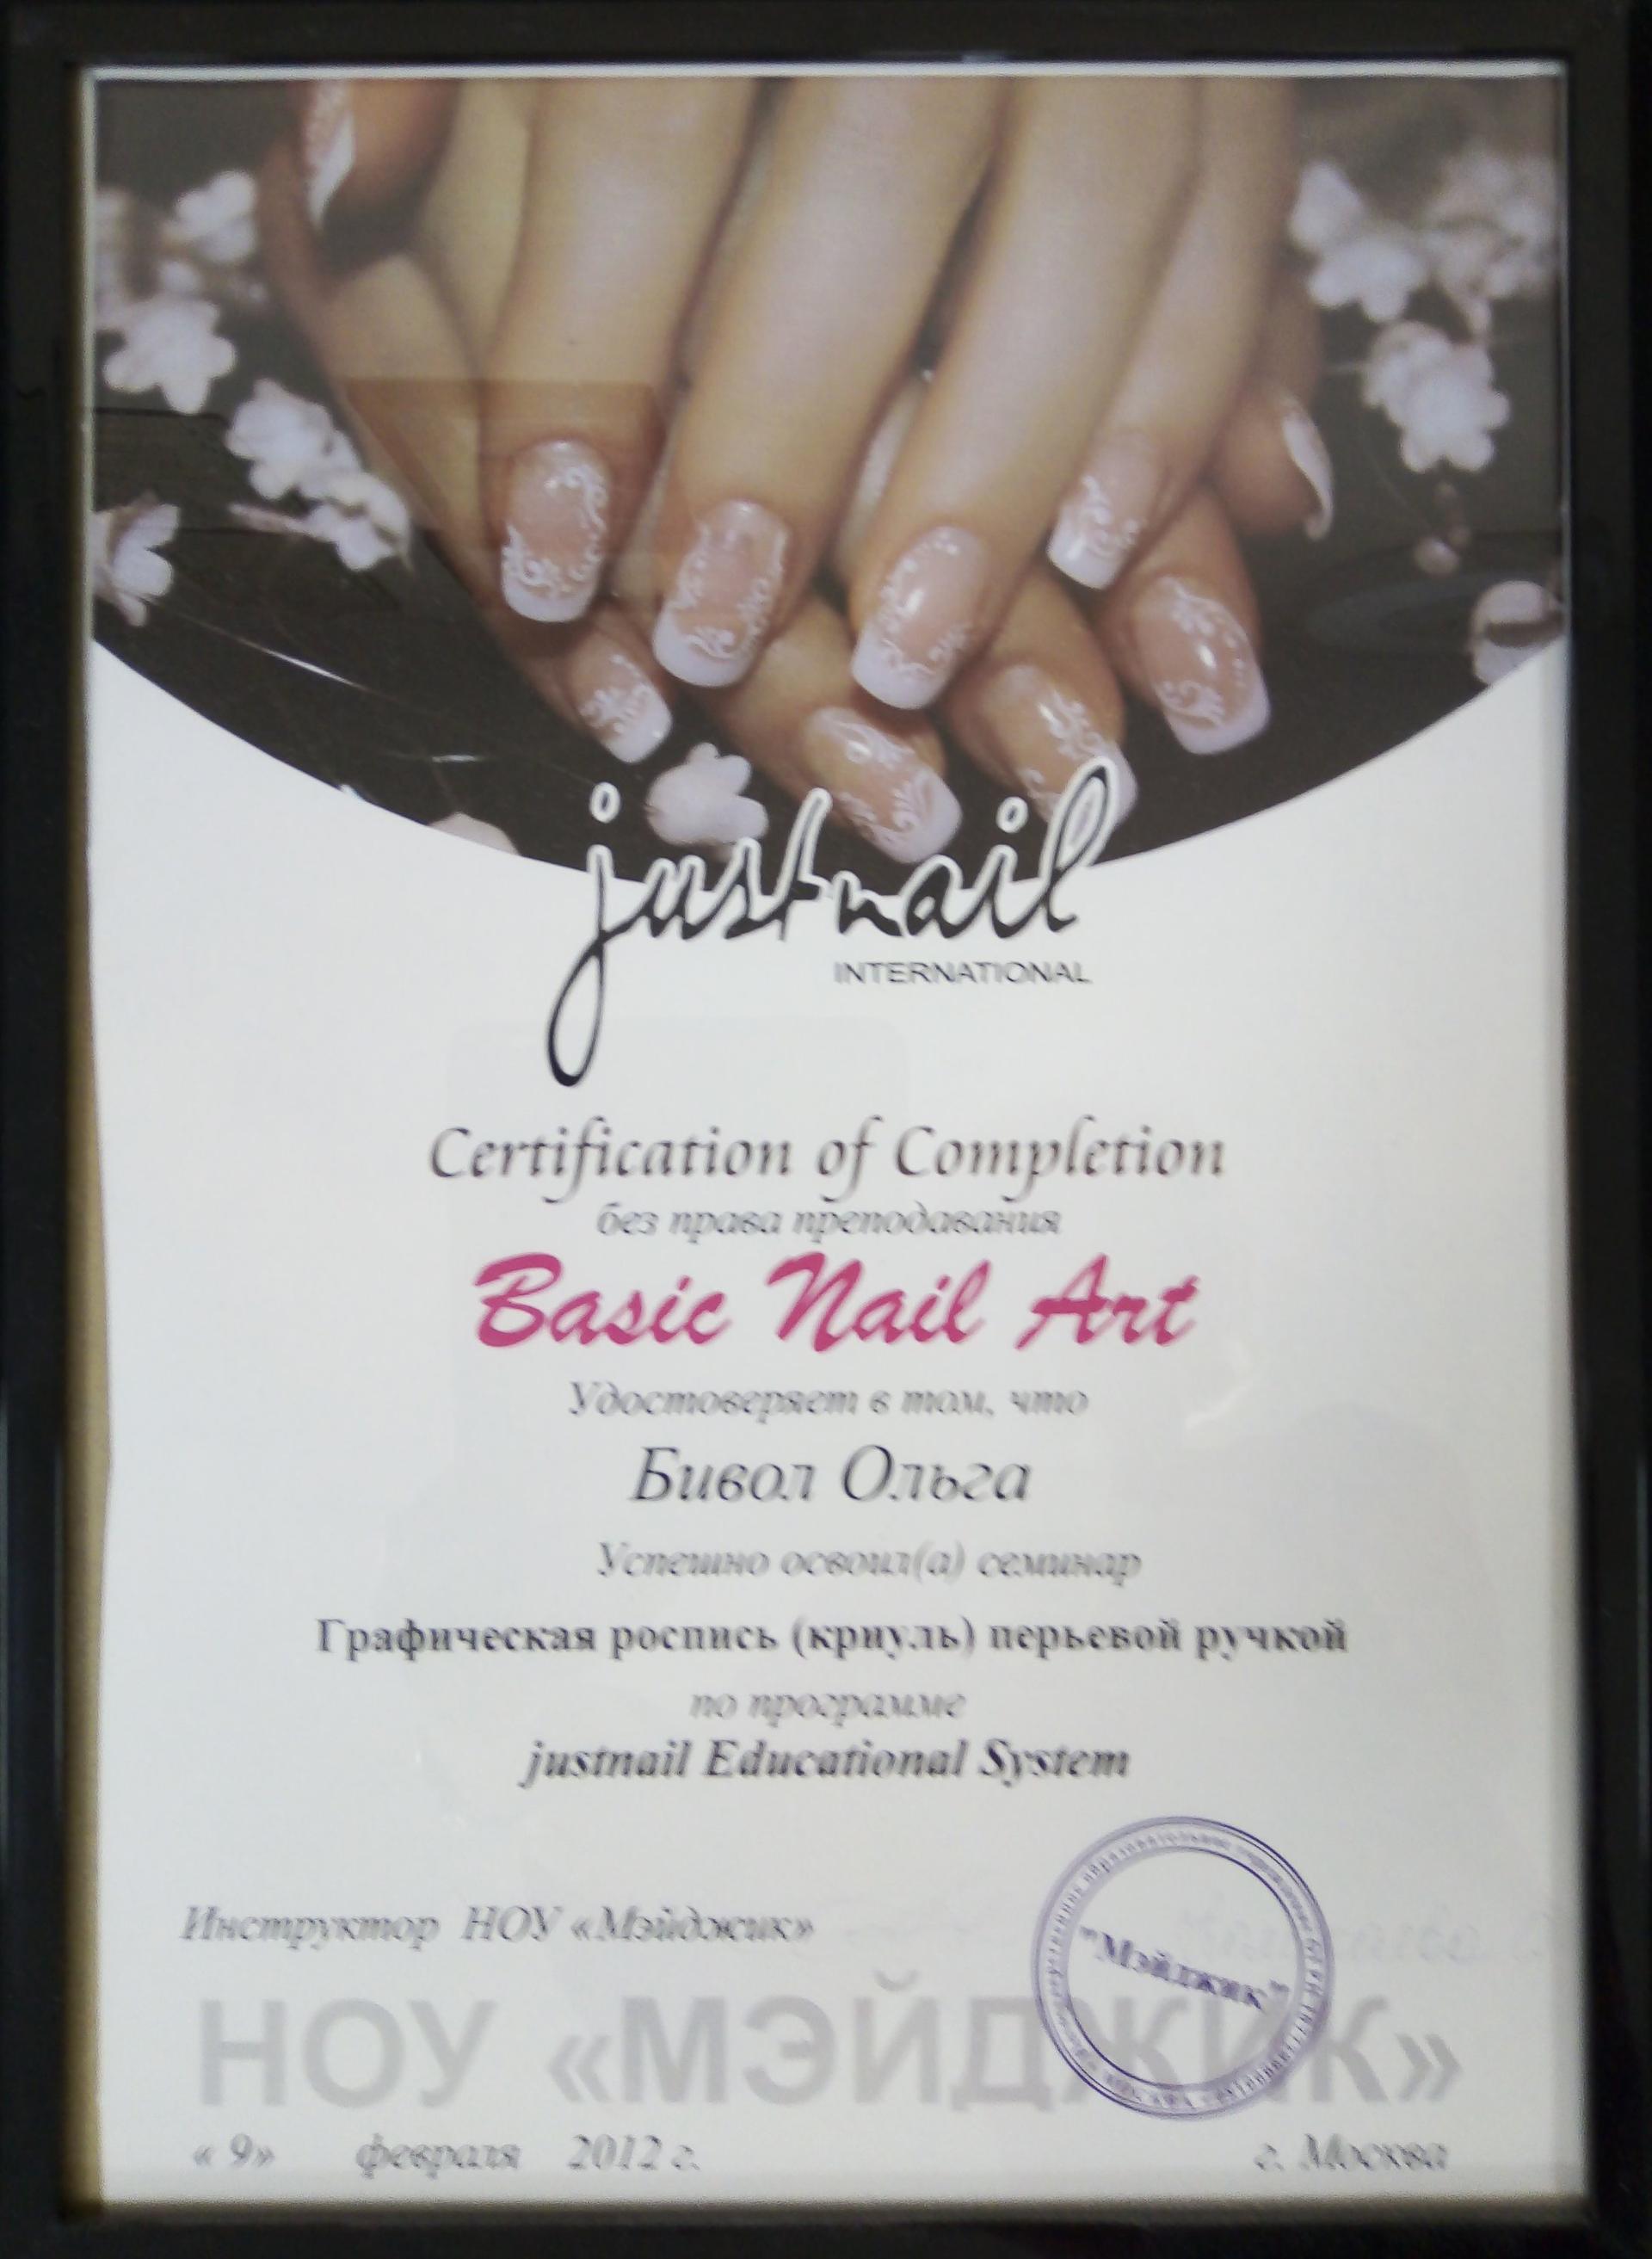 justnail
INTERNATIONAL
Certification of Completion
без права преподавания
Basic Nail Art
Удостоверяет в том, что
Бивол Ольга
Успешно освоил(а) семинар
Графическая роспись (криуль) перьевой ручкой
по программе
justnail Educational System
Инструктор НОУ «Мэйджик»
"Мэйджик"
НОУ «МЭЙДЖИК»
« 9» февраля 2012 г.
г. Москва